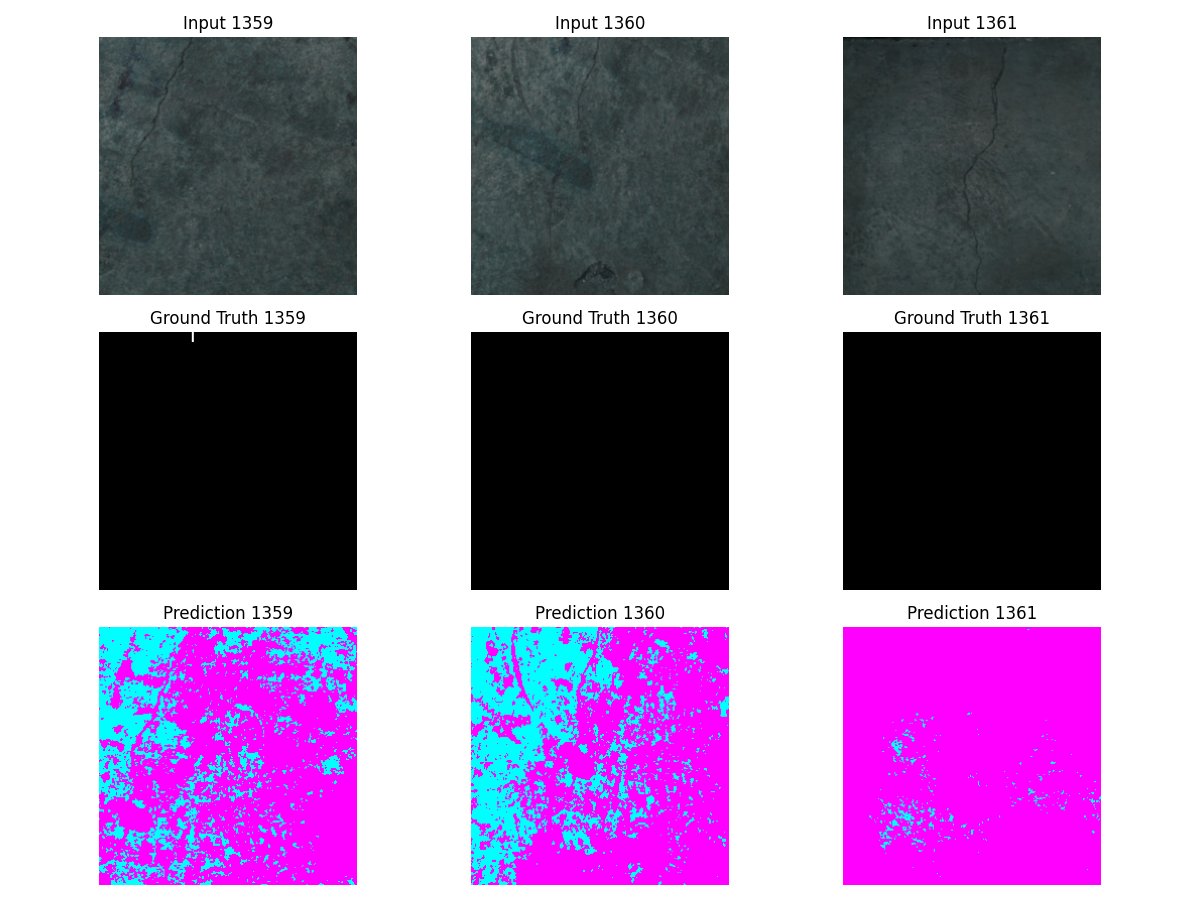 Input 1359
Input 1360
Input 1361
Ground Truth 1359
Ground Truth 1360
Ground Truth 1361
Prediction 1359
Prediction 1360
Prediction 1361